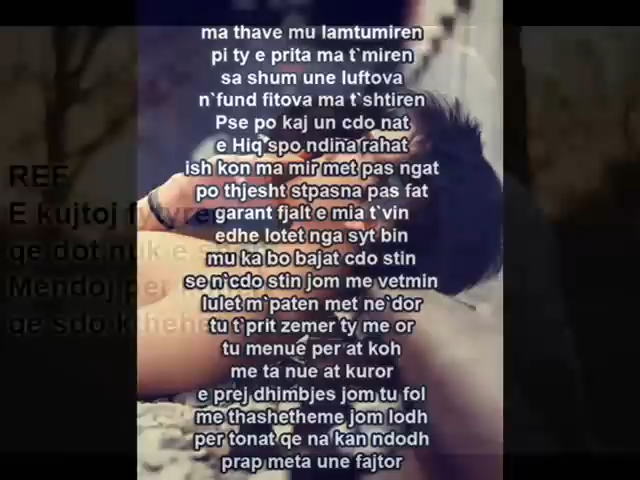 ma thave mu lamtumiren
pi ty e prita ma t`miren
sa shum une luftova
n`fund fitova ma t`shtiren
Pse po kaj un cdo nat
e Hiq spo ndina rahat
ish kon ma mir met pas ngat
po thjesht stpasna pas fat
garant fjalt e mia t`vin
edhe lotet nga syt bin
mu ka bo bajat cdo stin
se n`cdo stin jom me vetmin
lulet m`paten met ne`dor
tu t`prit zemer ty me or
tu menue per at koh
me ta nue at kuror
e prej dhimbjes jom tu fol
me thashetheme jom lodh
per tonat qe na kan ndodh
prap meta une fajtor
REF
E kujtoj fytyre
qe dot nuk e
Mendoj per
qe sdo kthehe